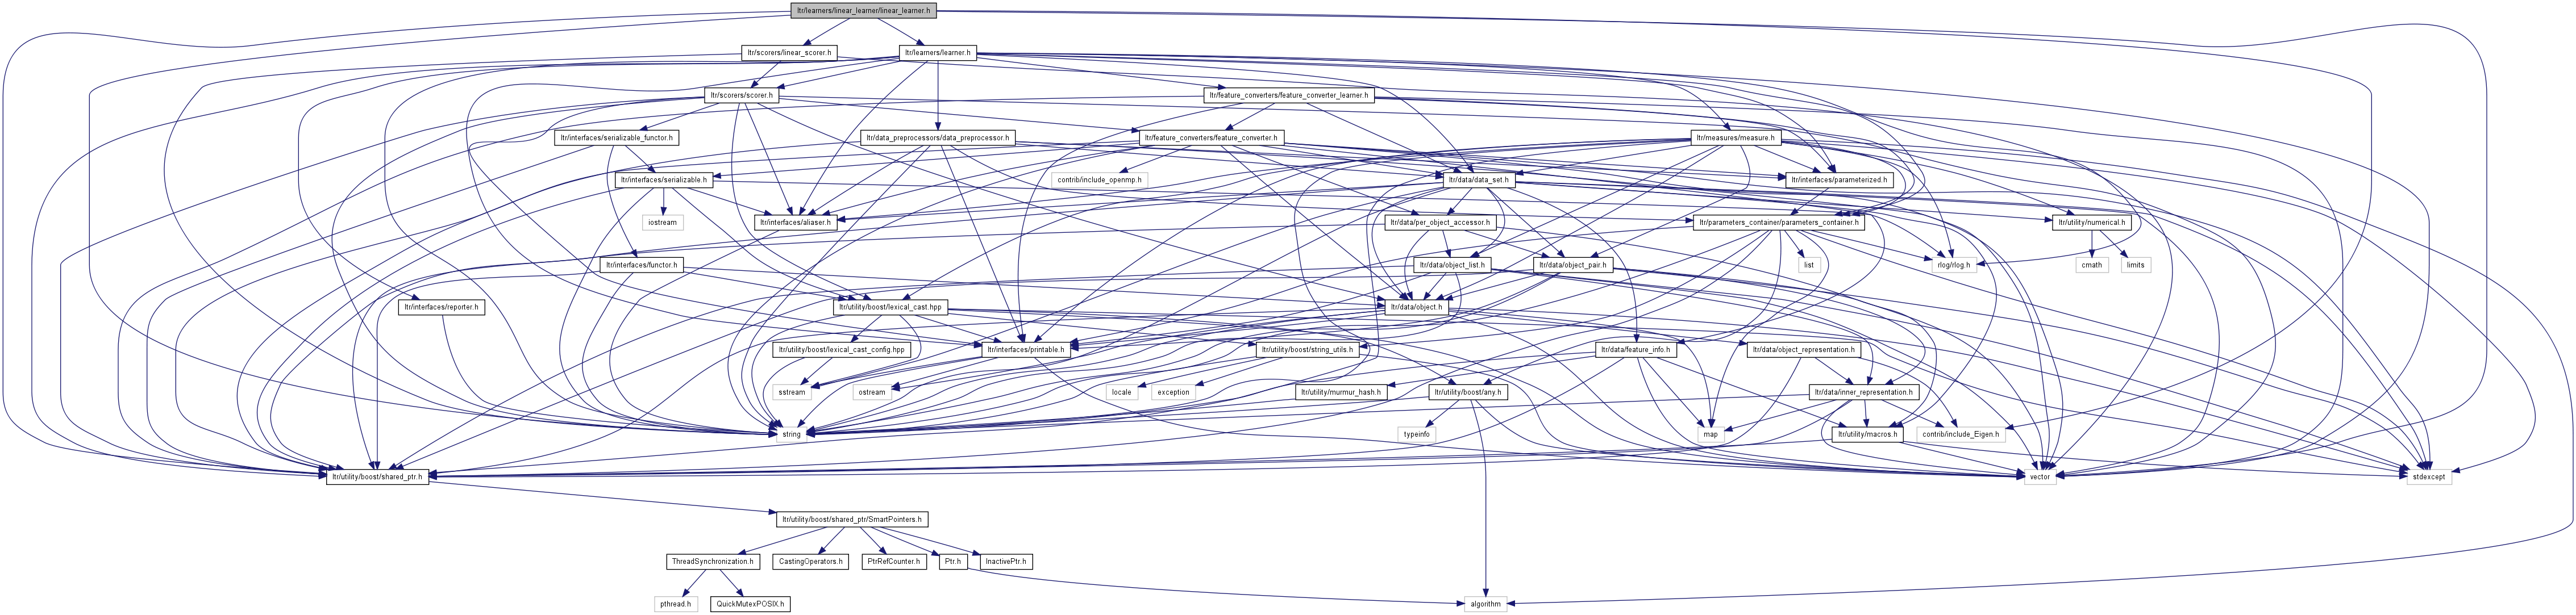 ltr/learners/linear_learner/linear_learner.h
ltr/scorers/linear_scorer.h
ltr/learners/learner.h
ltr/scorers/scorer.h
ltr/feature_converters/feature_converter_learner.h
ltr/interfaces/serializable_functor.h
ltr/data_preprocessors/data_preprocessor.h
ltr/feature_converters/feature_converter.h
ltr/measures/measure.h
ltr/interfaces/serializable.h
contrib/include_openmp.h
ltr/data/data_set.h
ltr/interfaces/parameterized.h
iostream
ltr/interfaces/aliaser.h
ltr/data/per_object_accessor.h
ltr/parameters_container/parameters_container.h
ltr/utility/numerical.h
ltr/interfaces/functor.h
ltr/data/object_list.h
ltr/data/object_pair.h
list
rlog/rlog.h
cmath
limits
ltr/interfaces/reporter.h
ltr/utility/boost/lexical_cast.hpp
ltr/data/object.h
ltr/utility/boost/lexical_cast_config.hpp
ltr/interfaces/printable.h
ltr/utility/boost/string_utils.h
ltr/data/feature_info.h
ltr/data/object_representation.h
sstream
ostream
locale
exception
ltr/utility/murmur_hash.h
ltr/utility/boost/any.h
ltr/data/inner_representation.h
string
typeinfo
map
ltr/utility/macros.h
contrib/include_Eigen.h
ltr/utility/boost/shared_ptr.h
vector
stdexcept
ltr/utility/boost/shared_ptr/SmartPointers.h
ThreadSynchronization.h
CastingOperators.h
PtrRefCounter.h
Ptr.h
InactivePtr.h
pthread.h
QuickMutexPOSIX.h
algorithm